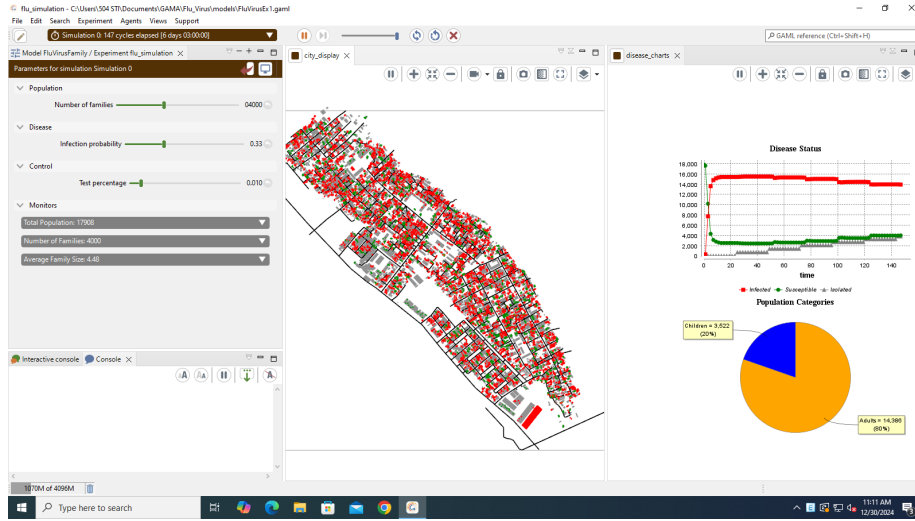 flu_simulation - C:\Users\504 STI\Documents\GAMA\Flu_Virus\models\FluVirusEx1.gaml
File Edit Search Experiment Agents Views Support
Simulation 0: 147 cycles elapsed [6 days 03:00:00]
GAML reference (Ctrl+Shift+H)
Model FluVirusFamily / Experiment flu_simulation
Parameters for simulation Simulation 0
Population
Number of families 04000
Disease
Infection probability 0.33
Control
Test percentage 0.010
Monitors
Total Population: 17908
Number of Families: 4000
Average Family Size: 4.48
Interactive console Console
city_display
disease_charts
Disease Status
18,000
16,000
14,000
12,000
10,000
8,000
6,000
4,000
2,000
0
0 20 40 60 80 100 120 140
time
Infected Susceptible Isolated
Population Categories
Children = 3,522
(20%)
Adults = 14,386
(80%)
1070M of 4096M
Type here to search
11:11 AM
12/30/2024